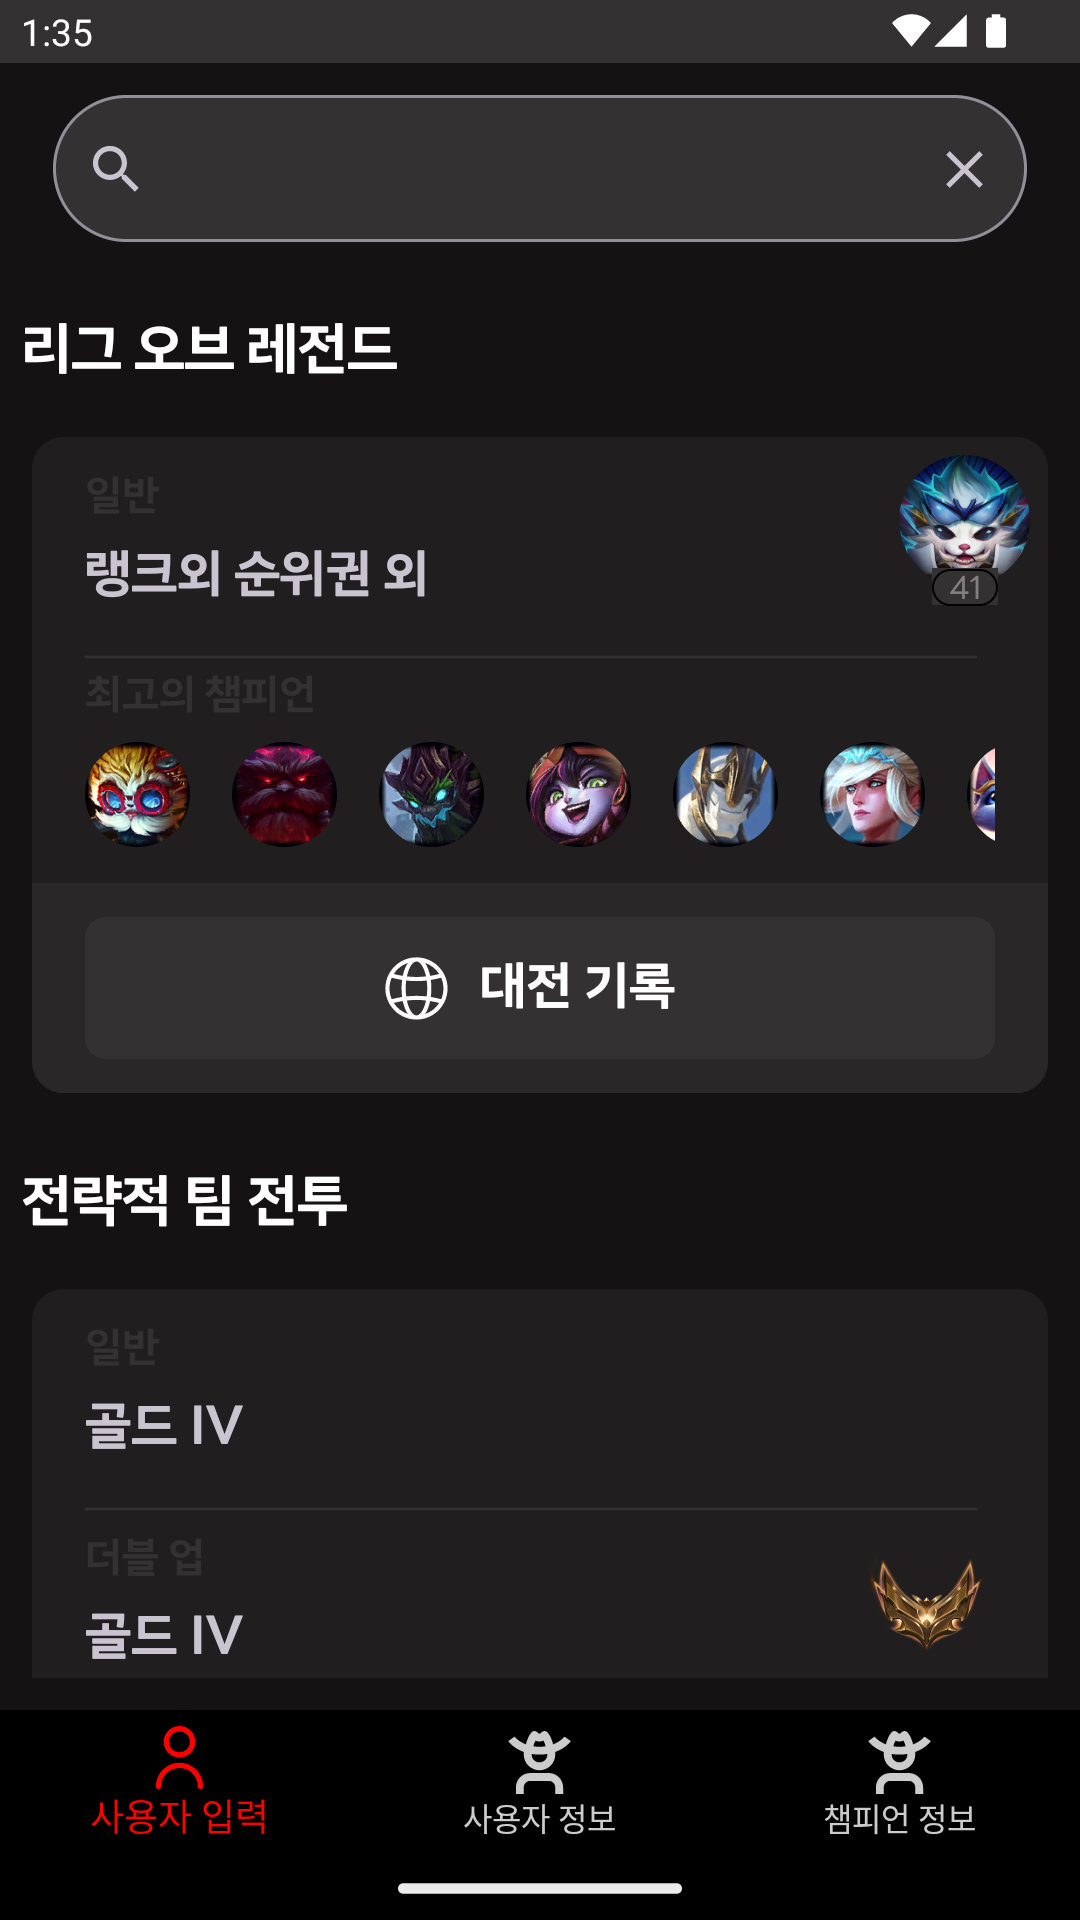 1:35
리그 오브 레전드
일반
랭크외 순위권 외
41
최고의 챔피언
대전 기록
전략적 팀 전투
일반
골드 IV
더블 업
골드 IV
사용자 입력
사용자 정보
챔피언 정보